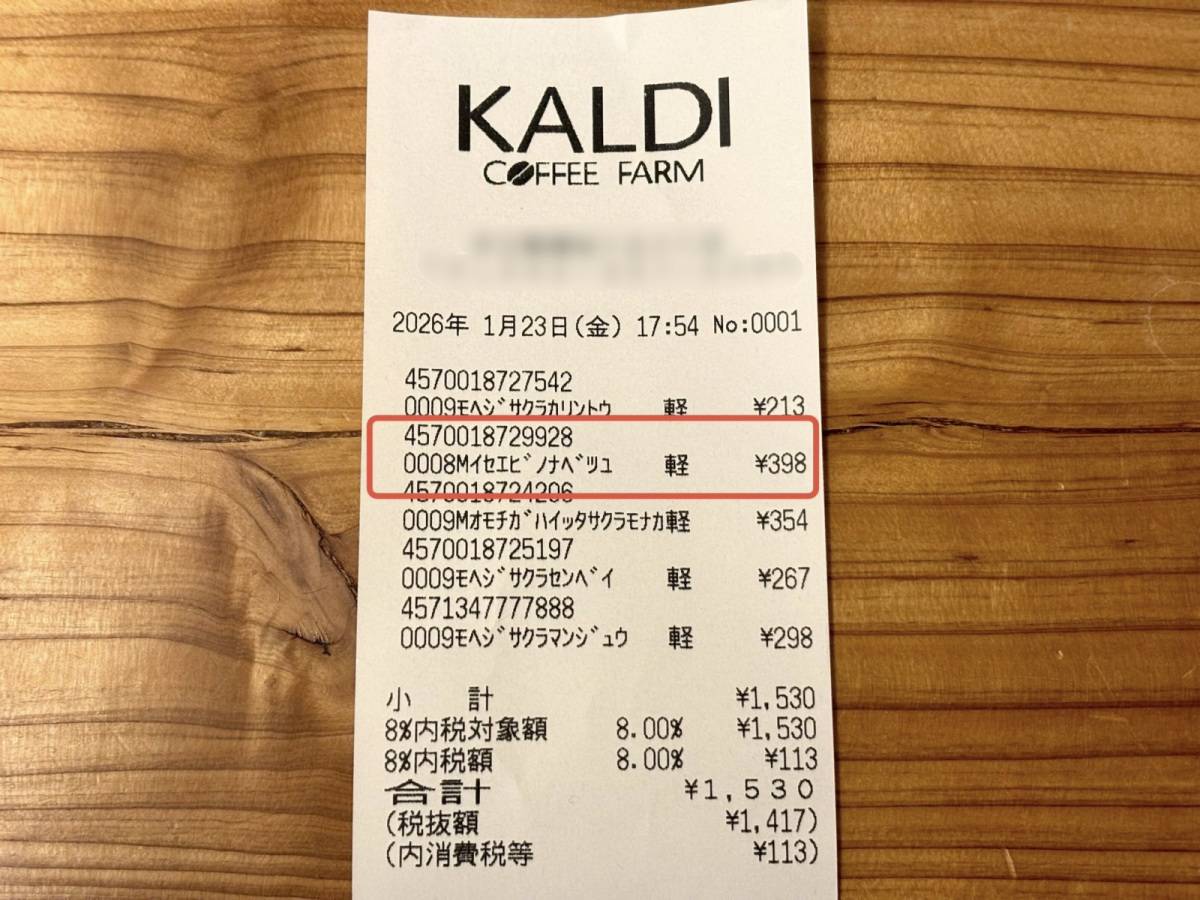 KALDI
COFFEE FARM
2026年 1月23日(金) 17:54 No:0001
4570018727542
0009ﾓﾍｼﾞｻｸﾗｶﾘﾝﾄｳ 軽 ¥213
4570018729928
0008Mｲｾｴﾋﾞﾉﾅﾍﾞﾂﾕ 軽 ¥398
4570018724206
0009Mｵﾓﾁｶﾞﾊｲｯﾀｻｸﾗﾓﾅｶ軽 ¥354
4570018725197
0009ﾓﾍｼﾞｻｸﾗｾﾝﾍﾞｲ 軽 ¥267
4571347777888
0009ﾓﾍｼﾞｻｸﾗﾏﾝｼﾞｭｳ 軽 ¥298
小 計 ¥1,530
8%内税対象額 8.00% ¥1,530
8%内税額 8.00% ¥113
合計 ¥1,530
(税抜額 ¥1,417)
(内消費税等 ¥113)